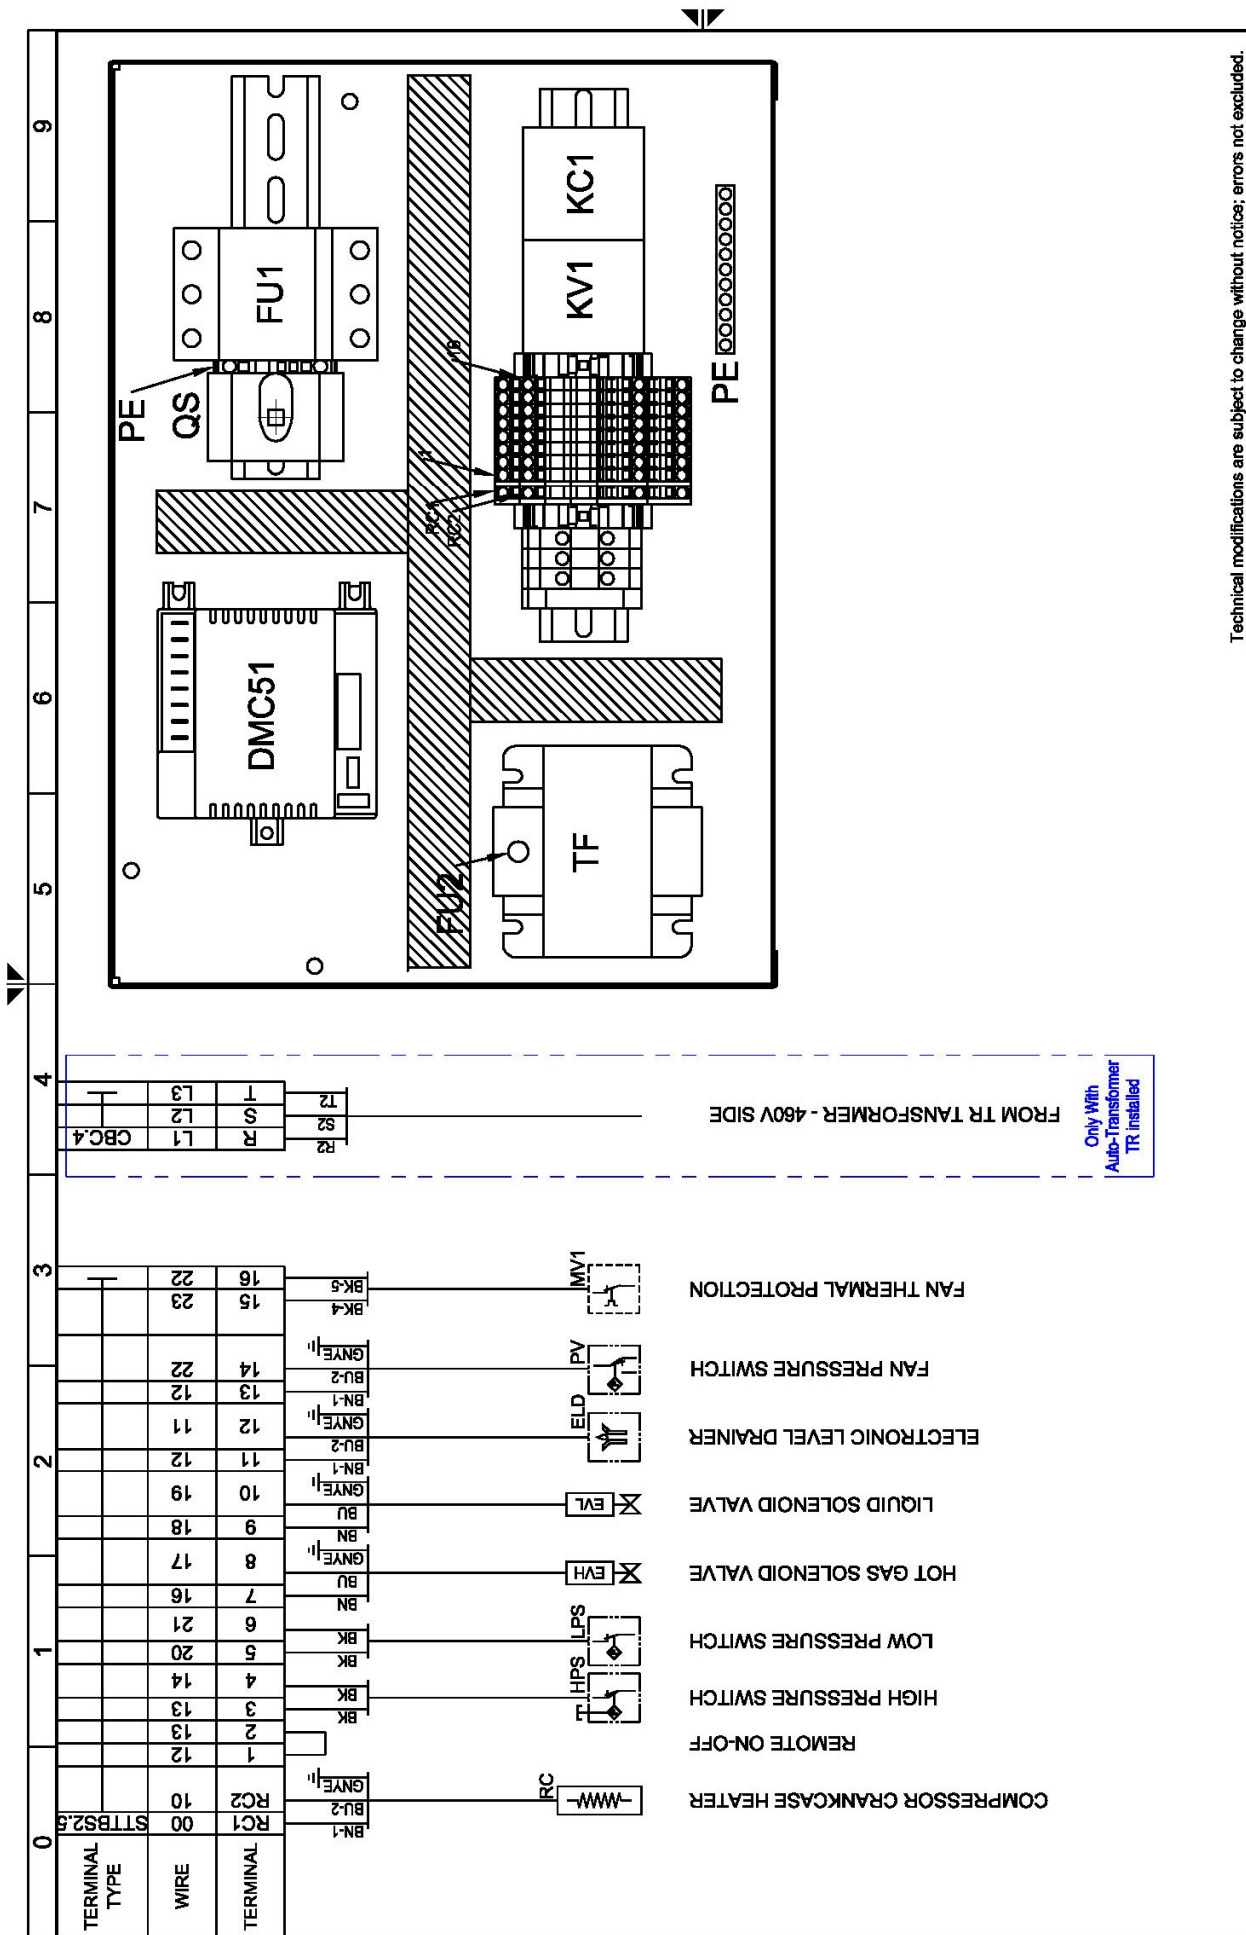 0 1 2 3 4 5 6 7 8 9
TERMINAL
TYPE
STTBS2.5
CBC.4
WIRE
00 10 12 13 13 14 20 21 16 17 18 19 12 11 12 22 23 22
L1 L2 L3
TERMINAL
RC1 RC2 1 2 3 4 5 6 7 8 9 10 11 12 13 14 15 16
R S T
BN-1 BU-2 GNYE
BK BK
BK BK
BN BU GNYE
BN BU GNYE
BN-1 BU-2 GNYE
BN-1 BU-2 GNYE
BK-4 BK-5
R2 S2 T2
RC
HPS
LPS
EVH
EVL
ELD
PV
MV1
COMPRESSOR CRANKCASE HEATER
REMOTE ON-OFF
HIGH PRESSURE SWITCH
LOW PRESSURE SWITCH
HOT GAS SOLENOID VALVE
LIQUID SOLENOID VALVE
ELECTRONIC LEVEL DRAINER
FAN PRESSURE SWITCH
FAN THERMAL PROTECTION
FROM TR TANSFORMER - 460V SIDE
Only With
Auto-Transformer
TR installed
DMC51
PE
QS
FU1
FU2
TF
RC1
RC2
KV1
KC1
PE
Technical modifications are subject to change without notice; errors not excluded.